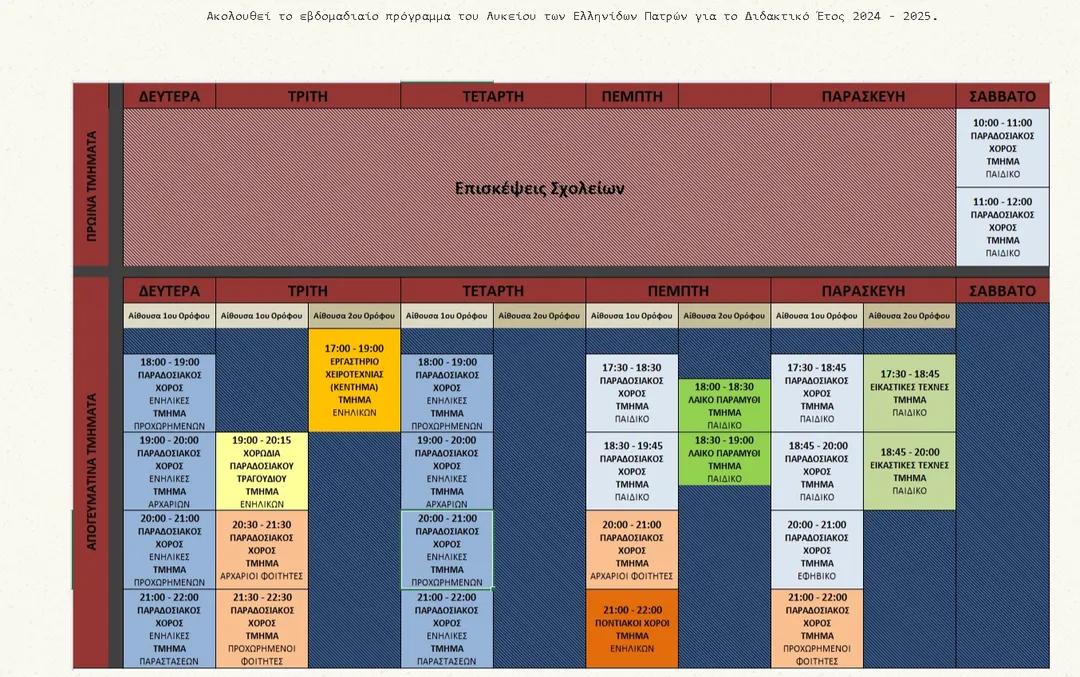 Ακολουθεί το εβδομαδιαίο πρόγραμμα του Λυκείου των Ελληνίδων Πατρών για το Διδακτικό Έτος 2024 - 2025.
ΔΕΥΤΕΡΑ ΤΡΙΤΗ ΤΕΤΑΡΤΗ ΠΕΜΠΤΗ ΠΑΡΑΣΚΕΥΗ ΣΑΒΒΑΤΟ
ΠΡΩΙΝΑ ΤΜΗΜΑΤΑ
Επισκέψεις Σχολείων
10:00 - 11:00
ΠΑΡΑΔΟΣΙΑΚΟΣ
ΧΟΡΟΣ
ΤΜΗΜΑ
ΠΑΙΔΙΚΟ
11:00 - 12:00
ΠΑΡΑΔΟΣΙΑΚΟΣ
ΧΟΡΟΣ
ΤΜΗΜΑ
ΠΑΙΔΙΚΟ
ΔΕΥΤΕΡΑ ΤΡΙΤΗ ΤΕΤΑΡΤΗ ΠΕΜΠΤΗ ΠΑΡΑΣΚΕΥΗ ΣΑΒΒΑΤΟ
ΑΠΟΓΕΥΜΑΤΙΝΑ ΤΜΗΜΑΤΑ
Αίθουσα 1ου Ορόφου Αίθουσα 1ου Ορόφου Αίθουσα 2ου Ορόφου Αίθουσα 1ου Ορόφου Αίθουσα 2ου Ορόφου Αίθουσα 1ου Ορόφου Αίθουσα 2ου Ορόφου Αίθουσα 1ου Ορόφου Αίθουσα 2ου Ορόφου
18:00 - 19:00
ΠΑΡΑΔΟΣΙΑΚΟΣ
ΧΟΡΟΣ
ΕΝΗΛΙΚΕΣ
ΤΜΗΜΑ
ΠΡΟΧΩΡΗΜΕΝΩΝ
19:00 - 20:00
ΠΑΡΑΔΟΣΙΑΚΟΣ
ΧΟΡΟΣ
ΕΝΗΛΙΚΕΣ
ΤΜΗΜΑ
ΑΡΧΑΡΙΩΝ
20:00 - 21:00
ΠΑΡΑΔΟΣΙΑΚΟΣ
ΧΟΡΟΣ
ΕΝΗΛΙΚΕΣ
ΤΜΗΜΑ
ΠΡΟΧΩΡΗΜΕΝΩΝ
21:00 - 22:00
ΠΑΡΑΔΟΣΙΑΚΟΣ
ΧΟΡΟΣ
ΕΝΗΛΙΚΕΣ
ΤΜΗΜΑ
ΠΑΡΑΣΤΑΣΕΩΝ
19:00 - 20:15
ΧΟΡΩΔΙΑ
ΠΑΡΑΔΟΣΙΑΚΟΥ
ΤΡΑΓΟΥΔΙΟΥ
ΤΜΗΜΑ
ΕΝΗΛΙΚΩΝ
20:30 - 21:30
ΠΑΡΑΔΟΣΙΑΚΟΣ
ΧΟΡΟΣ
ΤΜΗΜΑ
ΑΡΧΑΡΙΟΙ ΦΟΙΤΗΤΕΣ
21:30 - 22:30
ΠΑΡΑΔΟΣΙΑΚΟΣ
ΧΟΡΟΣ
ΤΜΗΜΑ
ΠΡΟΧΩΡΗΜΕΝΟΙ
ΦΟΙΤΗΤΕΣ
17:00 - 19:00
ΕΡΓΑΣΤΗΡΙΟ
ΧΕΙΡΟΤΕΧΝΙΑΣ
(ΚΕΝΤΗΜΑ)
ΤΜΗΜΑ
ΕΝΗΛΙΚΩΝ
18:00 - 19:00
ΠΑΡΑΔΟΣΙΑΚΟΣ
ΧΟΡΟΣ
ΕΝΗΛΙΚΕΣ
ΤΜΗΜΑ
ΠΡΟΧΩΡΗΜΕΝΩΝ
19:00 - 20:00
ΠΑΡΑΔΟΣΙΑΚΟΣ
ΧΟΡΟΣ
ΕΝΗΛΙΚΕΣ
ΤΜΗΜΑ
ΑΡΧΑΡΙΩΝ
20:00 - 21:00
ΠΑΡΑΔΟΣΙΑΚΟΣ
ΧΟΡΟΣ
ΕΝΗΛΙΚΕΣ
ΤΜΗΜΑ
ΠΡΟΧΩΡΗΜΕΝΩΝ
21:00 - 22:00
ΠΑΡΑΔΟΣΙΑΚΟΣ
ΧΟΡΟΣ
ΕΝΗΛΙΚΕΣ
ΤΜΗΜΑ
ΠΑΡΑΣΤΑΣΕΩΝ
17:30 - 18:30
ΠΑΡΑΔΟΣΙΑΚΟΣ
ΧΟΡΟΣ
ΤΜΗΜΑ
ΠΑΙΔΙΚΟ
18:30 - 19:45
ΠΑΡΑΔΟΣΙΑΚΟΣ
ΧΟΡΟΣ
ΤΜΗΜΑ
ΠΑΙΔΙΚΟ
20:00 - 21:00
ΠΑΡΑΔΟΣΙΑΚΟΣ
ΧΟΡΟΣ
ΤΜΗΜΑ
ΑΡΧΑΡΙΟΙ ΦΟΙΤΗΤΕΣ
21:00 - 22:00
ΠΟΝΤΙΑΚΟΙ ΧΟΡΟΙ
ΤΜΗΜΑ
ΕΝΗΛΙΚΩΝ
18:00 - 18:30
ΛΑΙΚΟ ΠΑΡΑΜΥΘΙ
ΤΜΗΜΑ
ΠΑΙΔΙΚΟ
18:30 - 19:00
ΛΑΙΚΟ ΠΑΡΑΜΥΘΙ
ΤΜΗΜΑ
ΠΑΙΔΙΚΟ
17:30 - 18:45
ΠΑΡΑΔΟΣΙΑΚΟΣ
ΧΟΡΟΣ
ΤΜΗΜΑ
ΠΑΙΔΙΚΟ
18:45 - 20:00
ΠΑΡΑΔΟΣΙΑΚΟΣ
ΧΟΡΟΣ
ΤΜΗΜΑ
ΠΑΙΔΙΚΟ
20:00 - 21:00
ΠΑΡΑΔΟΣΙΑΚΟΣ
ΧΟΡΟΣ
ΤΜΗΜΑ
ΕΦΗΒΙΚΟ
21:00 - 22:00
ΠΑΡΑΔΟΣΙΑΚΟΣ
ΧΟΡΟΣ
ΤΜΗΜΑ
ΠΡΟΧΩΡΗΜΕΝΟΙ
ΦΟΙΤΗΤΕΣ
17:30 - 18:45
ΕΙΚΑΣΤΙΚΕΣ ΤΕΧΝΕΣ
ΤΜΗΜΑ
ΠΑΙΔΙΚΟ
18:45 - 20:00
ΕΙΚΑΣΤΙΚΕΣ ΤΕΧΝΕΣ
ΤΜΗΜΑ
ΠΑΙΔΙΚΟ